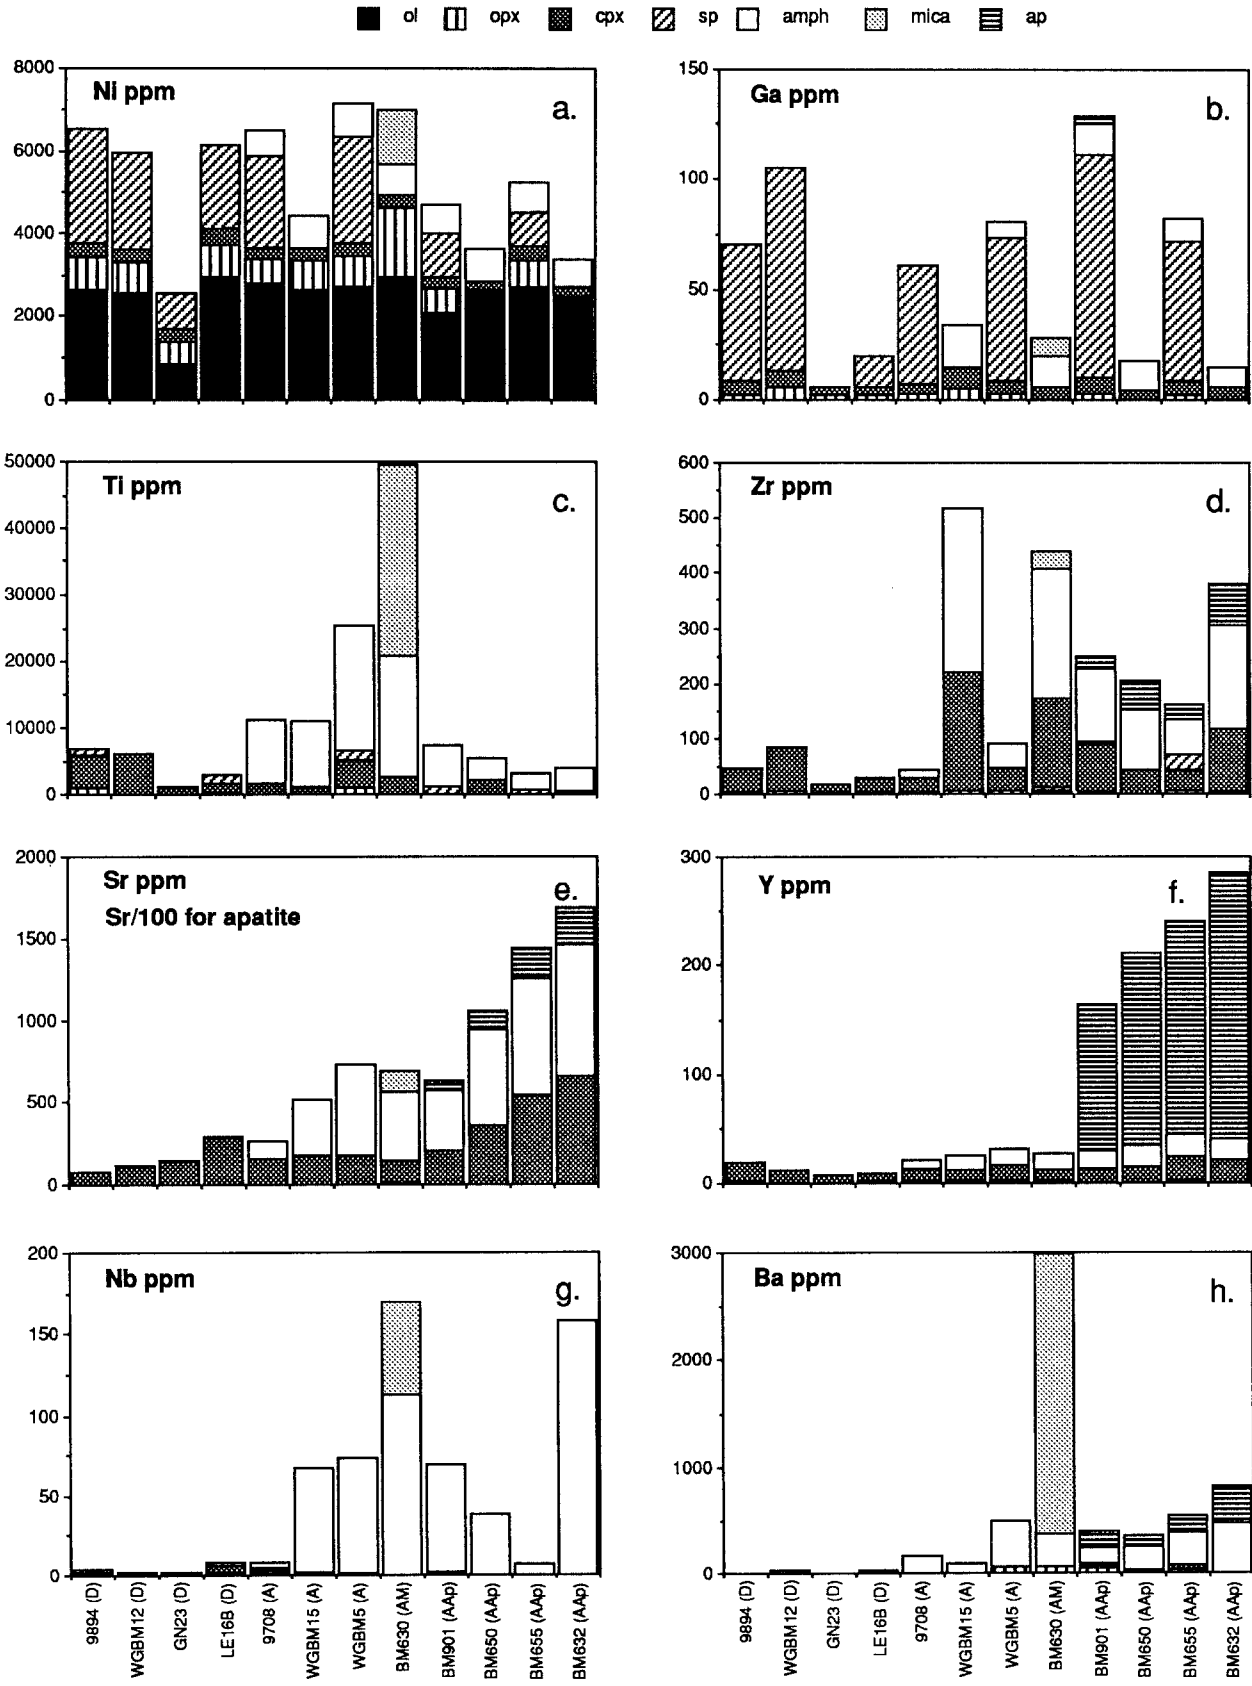 ol opx cpx sp amph mica ap
8000
6000
4000
2000
0
Ni ppm
a.
150
100
50
0
Ga ppm
b.
50000
40000
30000
20000
10000
0
Ti ppm
c.
600
500
400
300
200
100
0
Zr ppm
d.
2000
1500
1000
500
0
Sr ppm
Sr/100 for apatite
e.
300
200
100
0
Y ppm
f.
200
150
100
50
0
Nb ppm
g.
3000
2000
1000
0
Ba ppm
h.
9894 (D)
WGBM12 (D)
GN23 (D)
LE16B (D)
9708 (A)
WGBM15 (A)
WGBM5 (A)
BM630 (AM)
BM901 (AAp)
BM650 (AAp)
BM655 (AAp)
BM632 (AAp)
9894 (D)
WGBM12 (D)
GN23 (D)
LE16B (D)
9708 (A)
WGBM15 (A)
WGBM5 (A)
BM630 (AM)
BM901 (AAp)
BM650 (AAp)
BM655 (AAp)
BM632 (AAp)